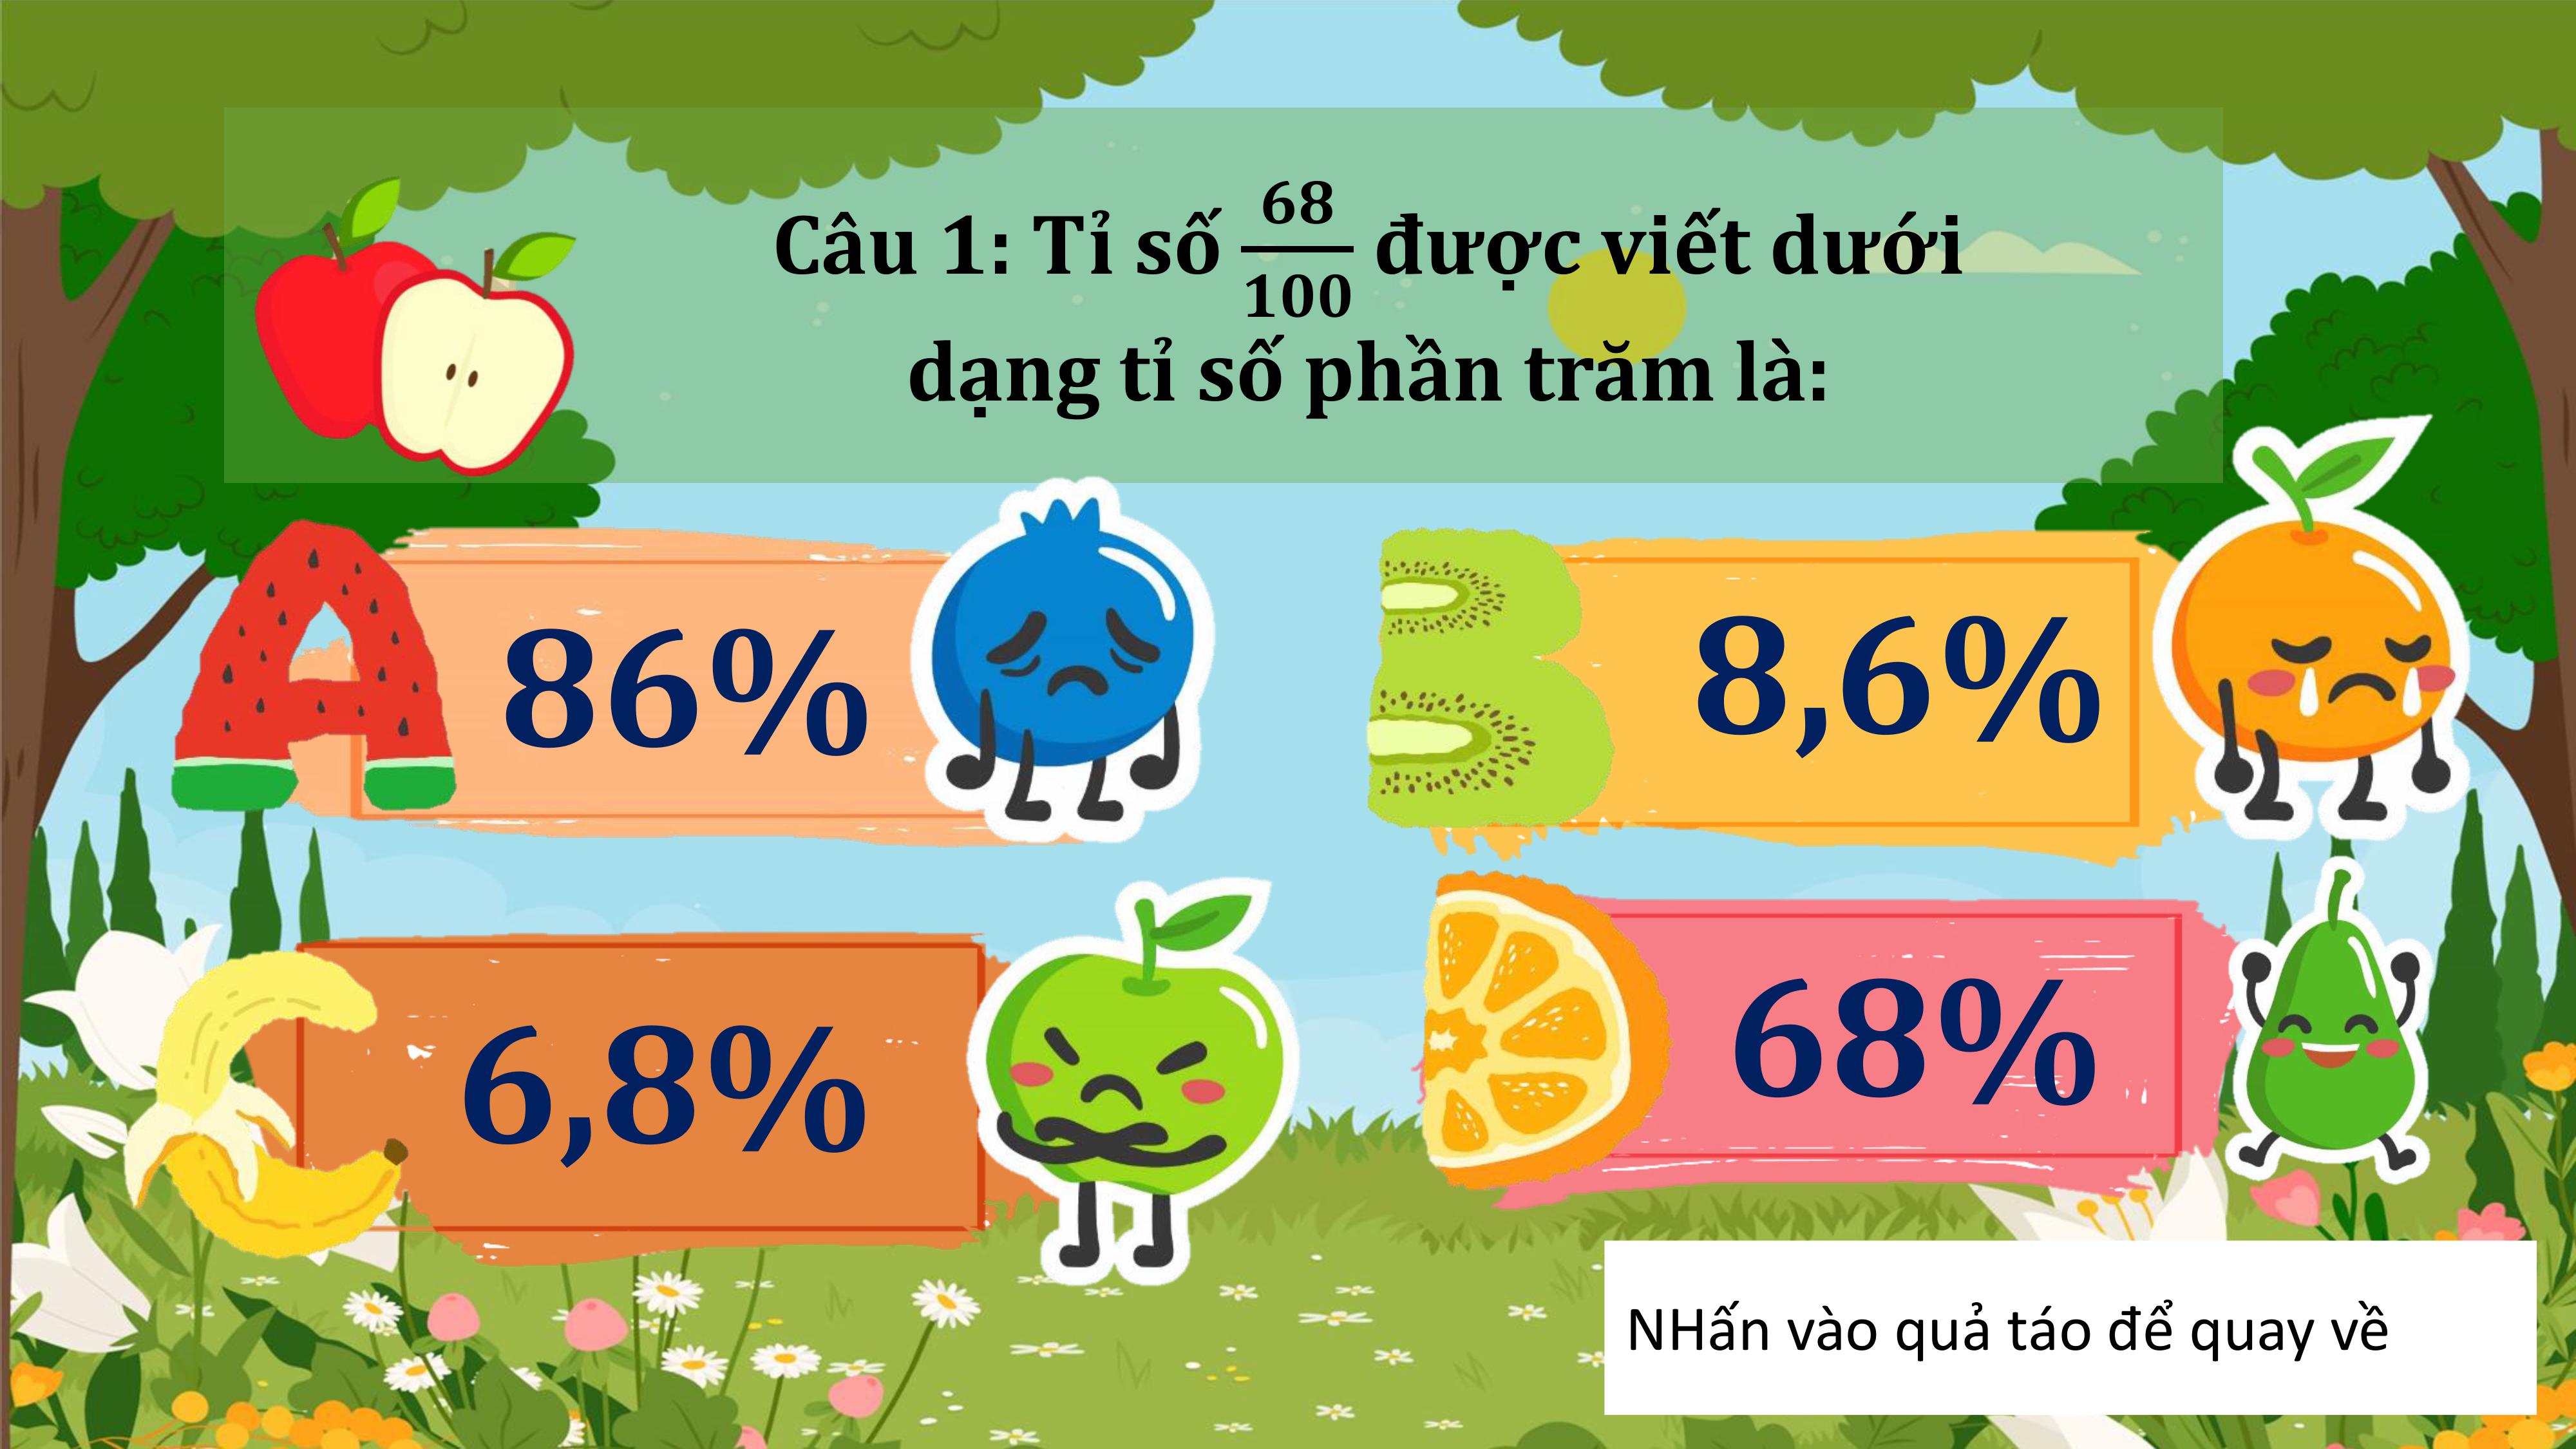 Câu 1: Tỉ số 68/100 được viết dưới
dạng tỉ số phần trăm là:
A 86%
B 8,6%
C 6,8%
D 68%
NHấn vào quả táo để quay về